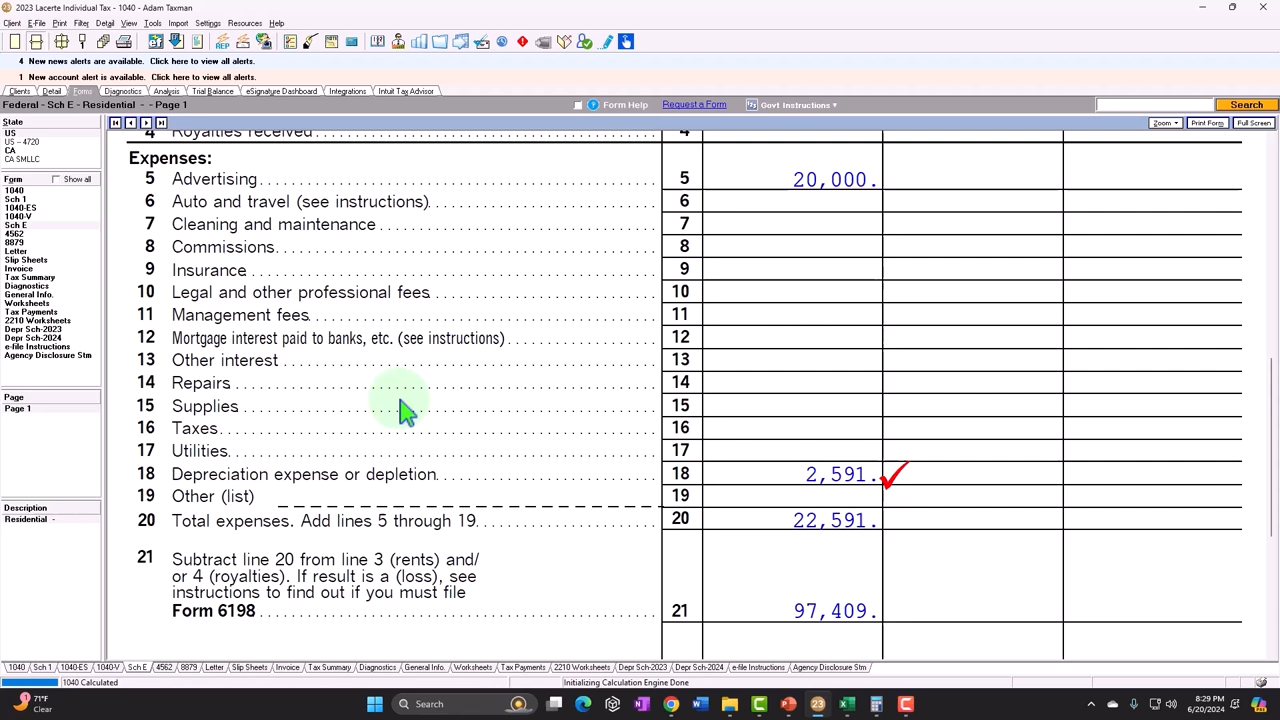 2023 Lacerte Individual Tax - 1040 - Adam Taxman
Client E-File Print Filter Detail View Tools Import Settings Resources Help
REP
4 New news alerts are available. Click here to view all alerts.
1 New account alert is available. Click here to view all alerts.
Clients Detail Forms Diagnostics Analysis Trial Balance eSignature Dashboard Integrations Intuit Tax Advisor
Federal - Sch E - Residential - - Page 1 Form Help Request a Form Govt Instructions Search
Zoom Print Form Full Screen
State
US
US - 4720
CA
CA SMLLC
Form Show all
1040
Sch 1
1040-ES
1040-V
Sch E
4562
8879
Letter
Slip Sheets
Invoice
Tax Summary
Diagnostics
General Info.
Worksheets
Tax Payments
2210 Worksheets
Depr Sch-2023
Depr Sch-2024
e-file Instructions
Agency Disclosure Stm
Page
Page 1
Description
Residential -
4 Royalties received 4
Expenses:
5 Advertising 5 20,000.
6 Auto and travel (see instructions) 6
7 Cleaning and maintenance 7
8 Commissions 8
9 Insurance 9
10 Legal and other professional fees 10
11 Management fees 11
12 Mortgage interest paid to banks, etc. (see instructions) 12
13 Other interest 13
14 Repairs 14
15 Supplies 15
16 Taxes 16
17 Utilities 17
18 Depreciation expense or depletion 18 2,591.
19 Other (list) 19
20 Total expenses. Add lines 5 through 19 20 22,591.
21 Subtract line 20 from line 3 (rents) and/
or 4 (royalties). If result is a (loss), see
instructions to find out if you must file
Form 6198 21 97,409.
1040 Sch 1 1040-ES 1040-V Sch E 4562 8879 Letter Slip Sheets Invoice Tax Summary Diagnostics General Info. Worksheets Tax Payments 2210 Worksheets Depr Sch-2023 Depr Sch-2024 e-file Instructions Agency Disclosure Stm
1040 Calculated Initializing Calculation Engine Done
71°F
Clear
Search
23
8:29 PM
6/20/2024